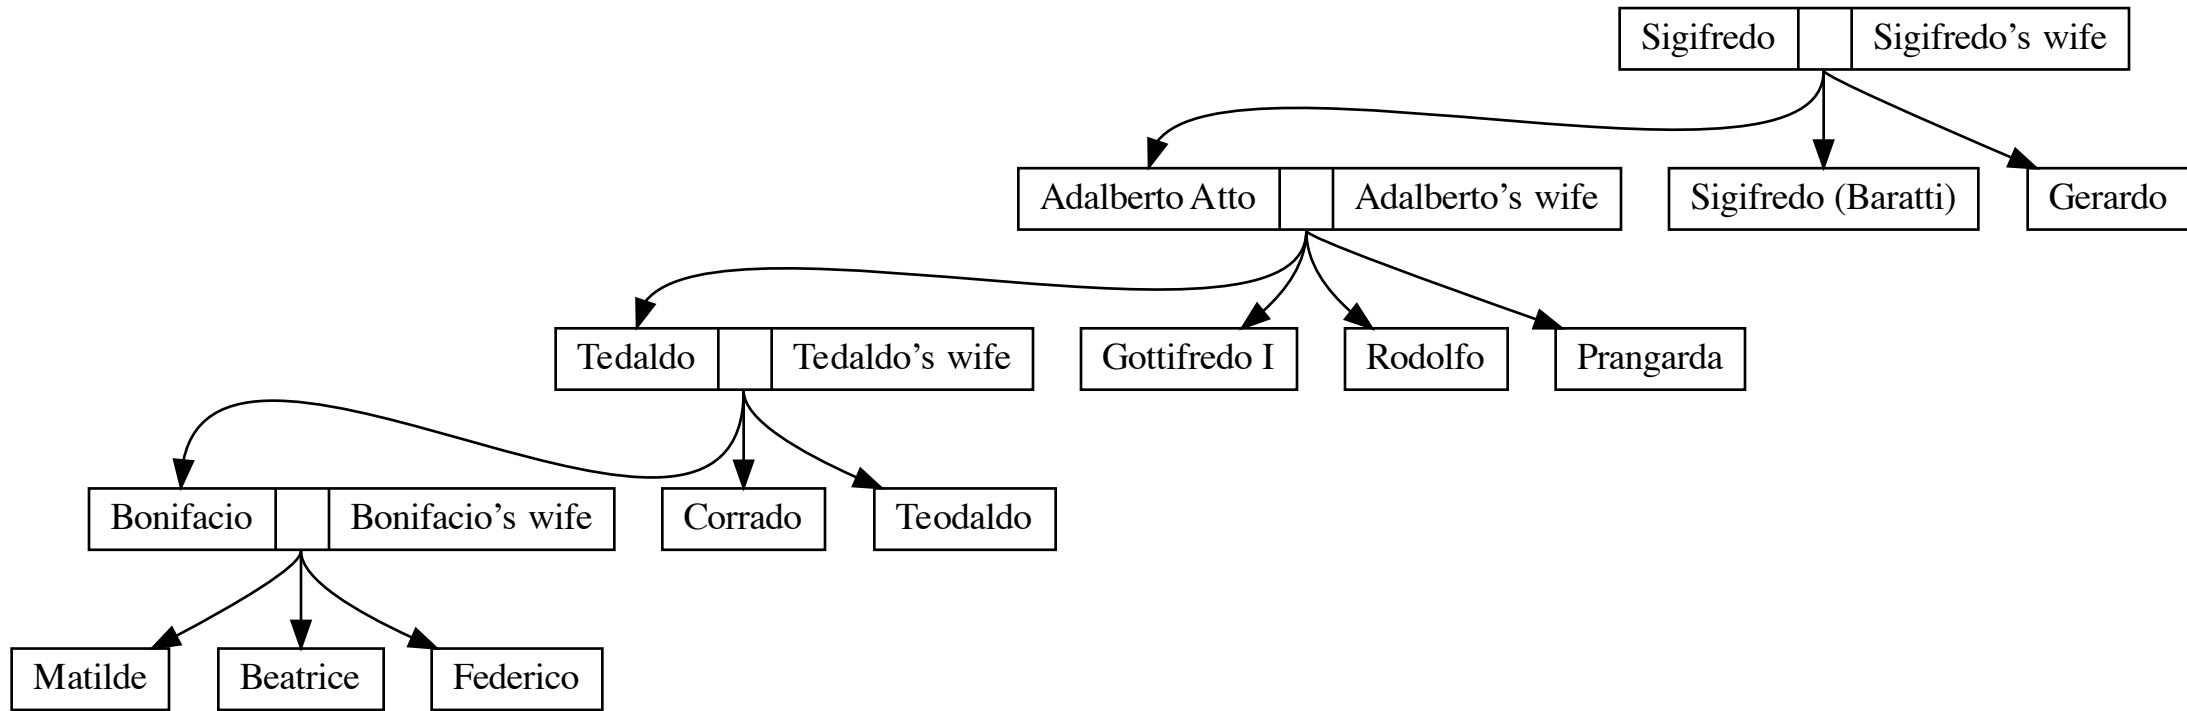 Sigifredo
Sigifredo’s wife
Adalberto Atto
Adalberto’s wife
Sigifredo (Baratti)
Gerardo
Tedaldo
Tedaldo’s wife
Gottifredo I
Rodolfo
Prangarda
Bonifacio
Bonifacio’s wife
Corrado
Teodaldo
Matilde
Beatrice
Federico